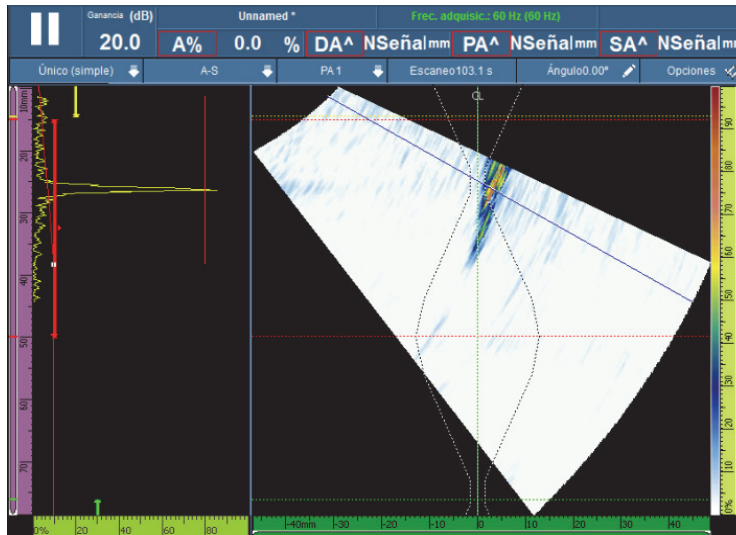 Ganancia (dB) Unnamed * Frec. adquisic.: 60 Hz (60 Hz)
20.0 A% 0.0 % DA^ NSeñal mm PA^ NSeñal mm SA^ NSeñal mm
Único (simple) A-S PA 1 Escaneo103.1 s Ángulo0.00° Opciones
CL
10mm 20 30 40 50 60 70
0% 20 40 60 80
-40mm -30 -20 -10 0 10 20 30 40
90 80 70 60 50 40 30 20 10 0%